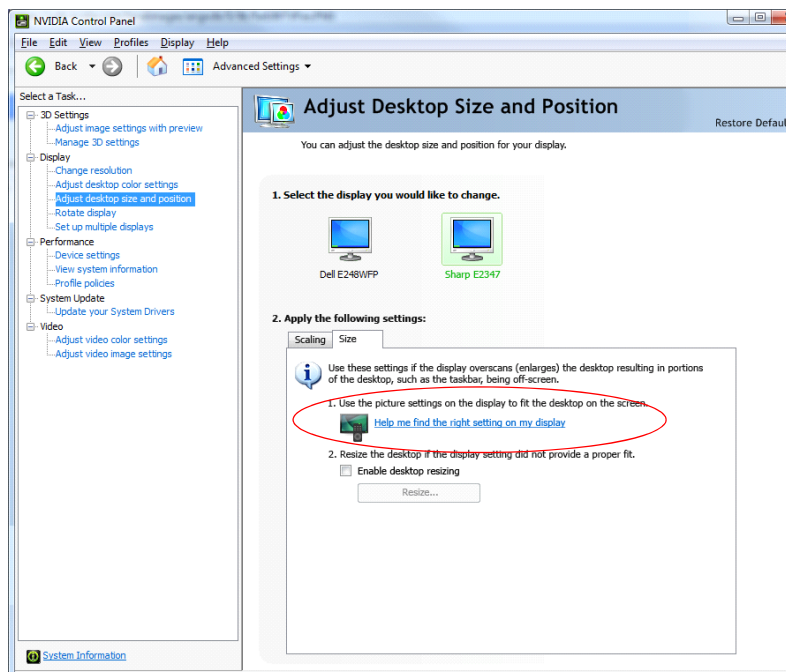 NVIDIA Control Panel
File Edit View Profiles Display Help
Back Advanced Settings
Select a Task...
3D Settings
Adjust image settings with preview
Manage 3D settings
Display
Change resolution
Adjust desktop color settings
Adjust desktop size and position
Rotate display
Set up multiple displays
Performance
Device settings
View system information
Profile policies
System Update
Update your System Drivers
Video
Adjust video color settings
Adjust video image settings
System Information
Adjust Desktop Size and Position
Restore Defau
You can adjust the desktop size and position for your display.
1. Select the display you would like to change.
Dell E248WFP Sharp E2347
2. Apply the following settings:
Scaling Size
Use these settings if the display overscans (enlarges) the desktop resulting in portions
of the desktop, such as the taskbar, being off-screen.
1. Use the picture settings on the display to fit the desktop on the screen.
Help me find the right setting on my display
2. Resize the desktop if the display setting did not provide a proper fit.
Enable desktop resizing
Resize...